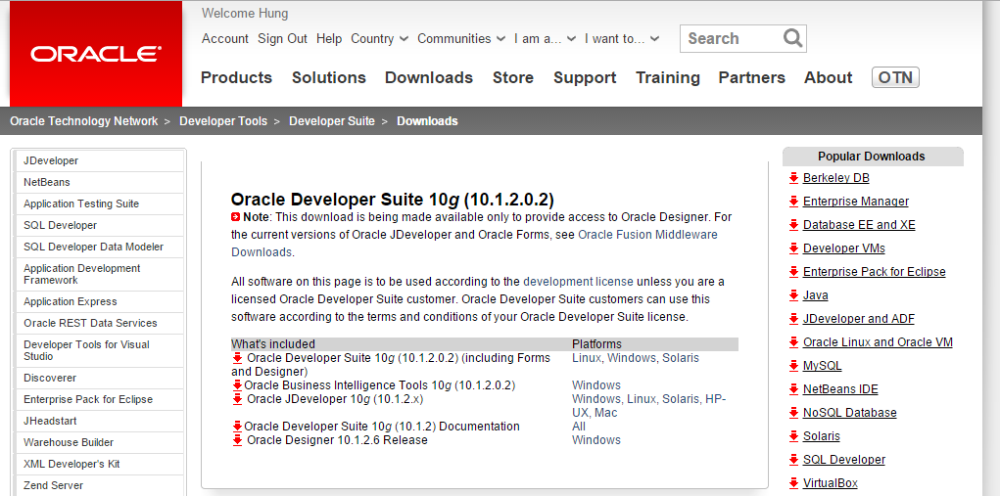 Welcome Hung
ORACLE
Account Sign Out Help Country Communities I am a... I want to... Search
Products Solutions Downloads Store Support Training Partners About OTN
Oracle Technology Network > Developer Tools > Developer Suite > Downloads
JDeveloper
NetBeans
Application Testing Suite
SQL Developer
SQL Developer Data Modeler
Application Development
Framework
Application Express
Oracle REST Data Services
Developer Tools for Visual
Studio
Discoverer
Enterprise Pack for Eclipse
JHeadstart
Warehouse Builder
XML Developer's Kit
Zend Server
Oracle Developer Suite 10g (10.1.2.0.2)
Note: This download is being made available only to provide access to Oracle Designer. For
the current versions of Oracle JDeveloper and Oracle Forms, see Oracle Fusion Middleware
Downloads.
All software on this page is to be used according to the development license unless you are a
licensed Oracle Developer Suite customer. Oracle Developer Suite customers can use this
software according to the terms and conditions of your Oracle Developer Suite license.
What's included Platforms
Oracle Developer Suite 10g (10.1.2.0.2) (including Forms Linux, Windows, Solaris
and Designer)
Oracle Business Intelligence Tools 10g (10.1.2.0.2) Windows
Oracle JDeveloper 10g (10.1.2.x) Windows, Linux, Solaris, HP-
UX, Mac
Oracle Developer Suite 10g (10.1.2) Documentation All
Oracle Designer 10.1.2.6 Release Windows
Popular Downloads
Berkeley DB
Enterprise Manager
Database EE and XE
Developer VMs
Enterprise Pack for Eclipse
Java
JDeveloper and ADF
Oracle Linux and Oracle VM
MySQL
NetBeans IDE
NoSQL Database
Solaris
SQL Developer
VirtualBox